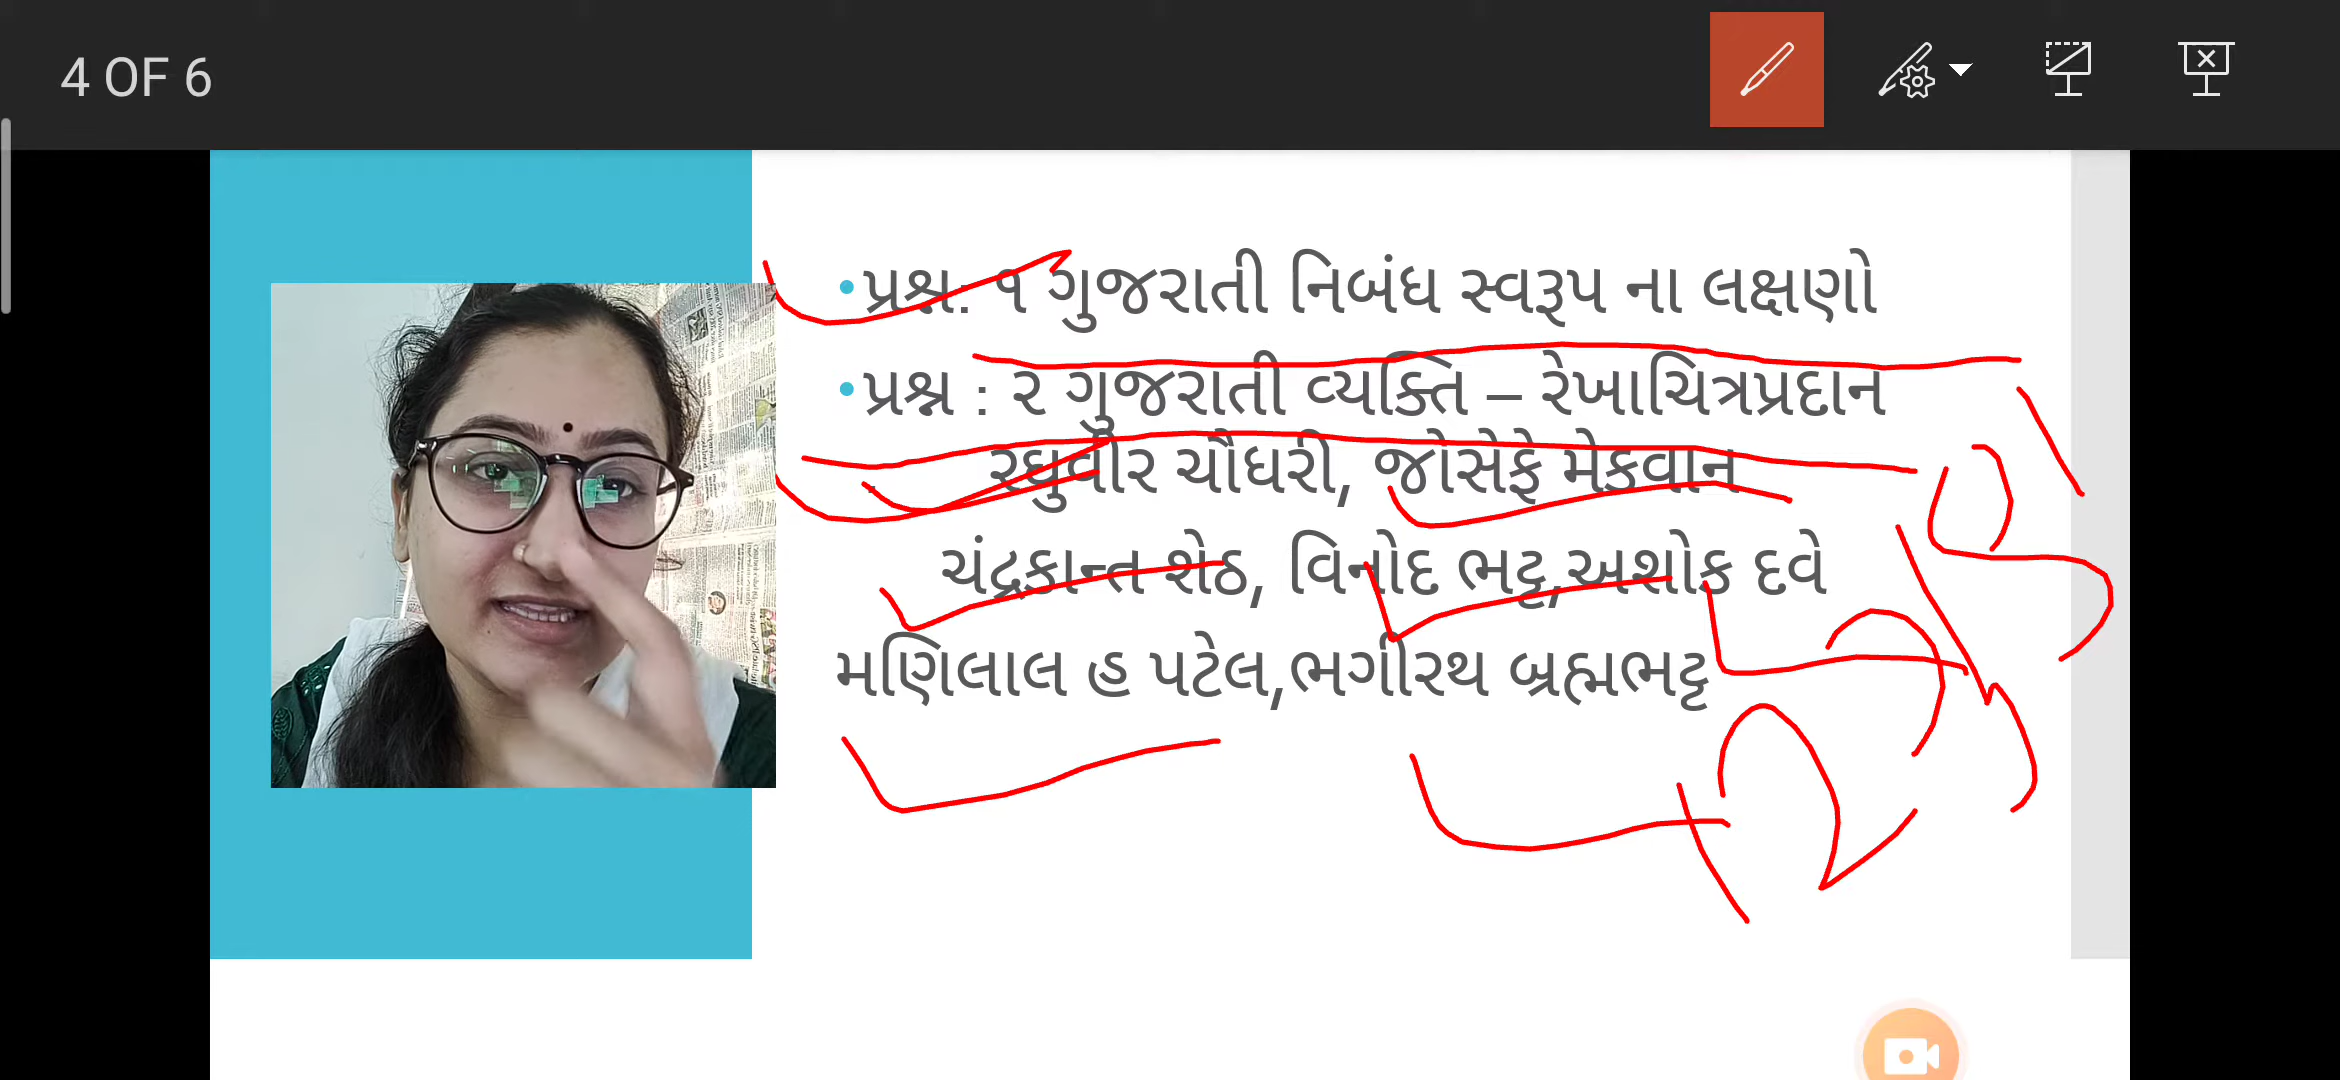 4 OF 6
•પ્રશ્ન: ૧ ગુજરાતી નિબંધ સ્વરૂપ ના લક્ષણો
•પ્રશ્ન : ૨ ગુજરાતી વ્યક્તિ – રેખાચિત્રપ્રદાન
રઘુવીર ચૌધરી, જોસેફે મેકવાન
ચંદ્રકાન્ત શેઠ, વિનોદ ભટ્ટ,અશોક દવે
મણિલાલ હ પટેલ,ભગીરથ બ્રહ્મભટ્ટ